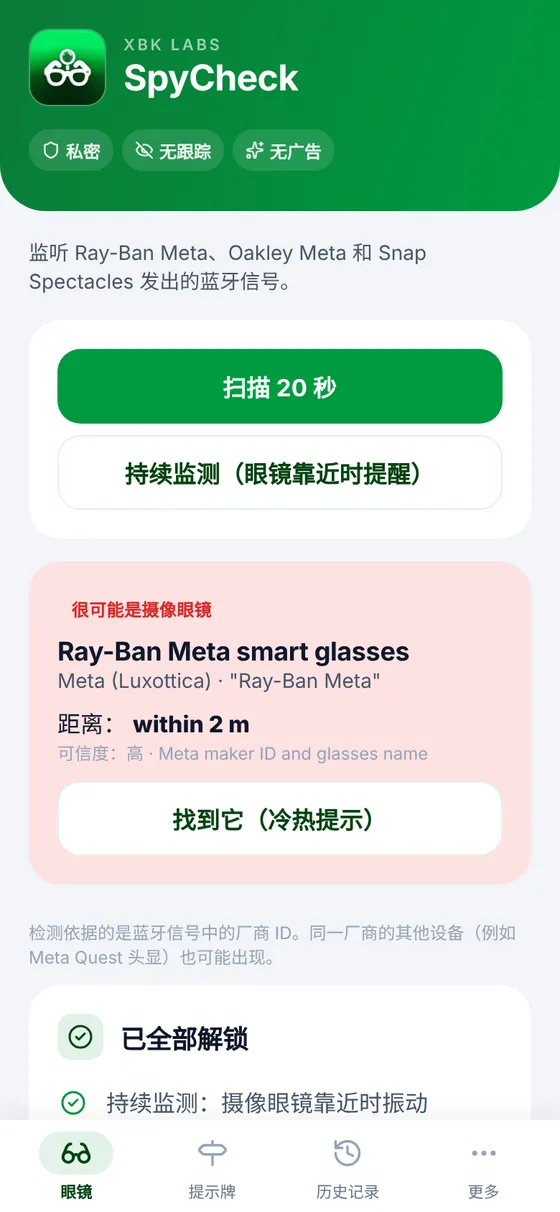 XBK LABS
SpyCheck
私密
无跟踪
无广告
监听 Ray-Ban Meta、Oakley Meta 和 Snap
Spectacles 发出的蓝牙信号。
扫描 20 秒
持续监测（眼镜靠近时提醒）
很可能是摄像眼镜
Ray-Ban Meta smart glasses
Meta (Luxottica) · "Ray-Ban Meta"
距离： within 2 m
可信度：高 · Meta maker ID and glasses name
找到它（冷热提示）
检测依据的是蓝牙信号中的厂商 ID。同一厂商的其他设备（例如
Meta Quest 头显）也可能出现。
已全部解锁
持续监测：摄像眼镜靠近时振动
眼镜
提示牌
历史记录
更多